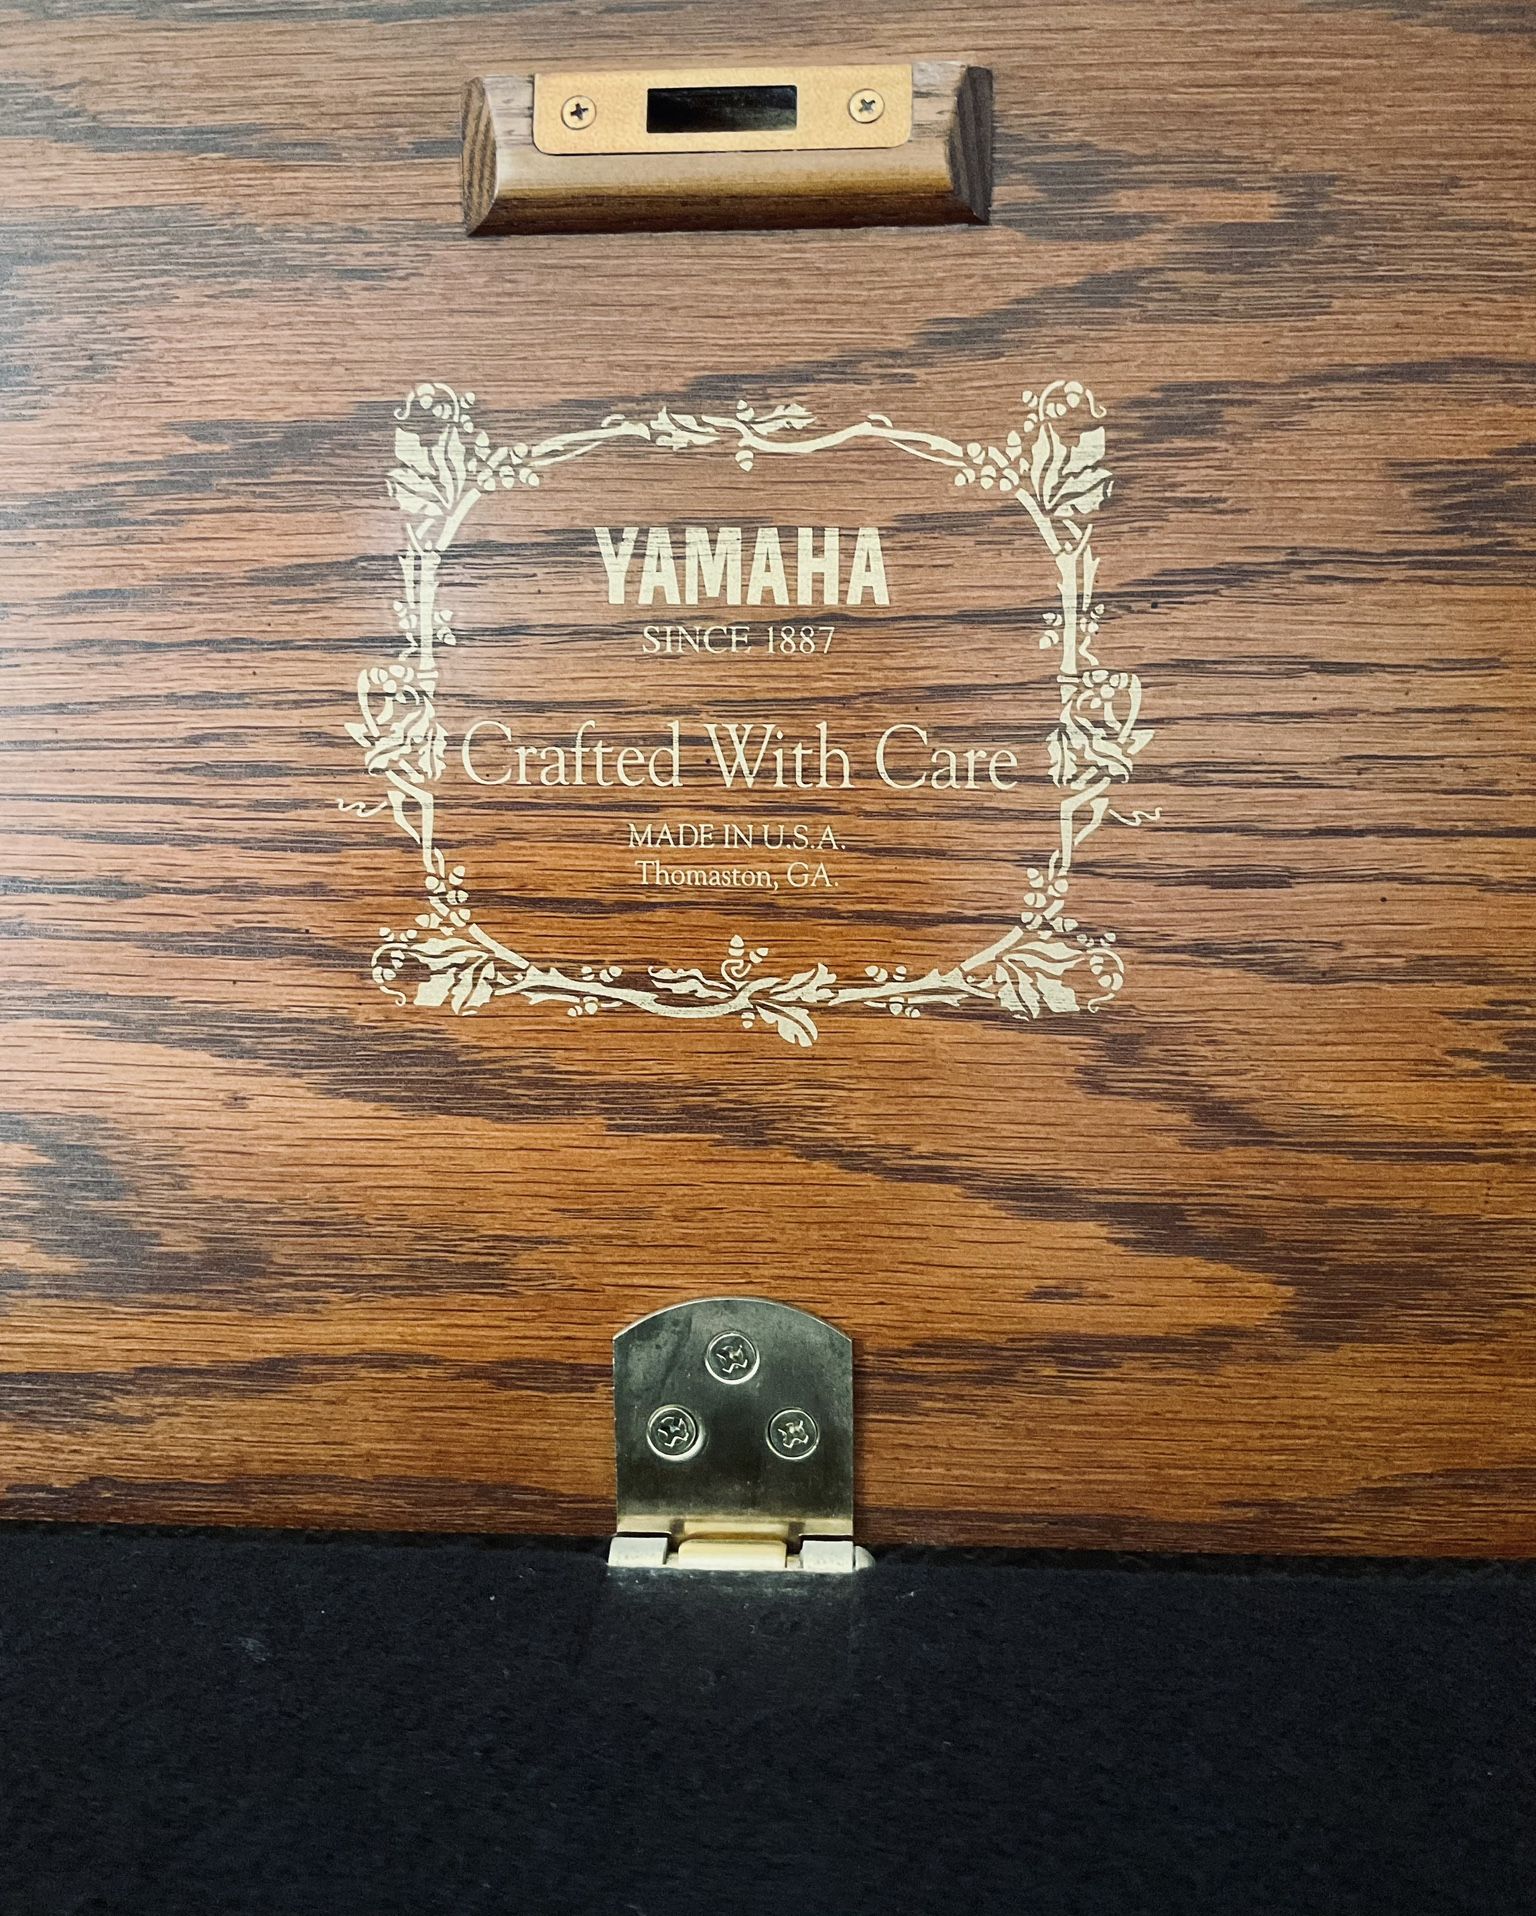 YAMAHA
SINCE 1887
Crafted With Care
MADE IN U.S.A.
Thomaston, GA.